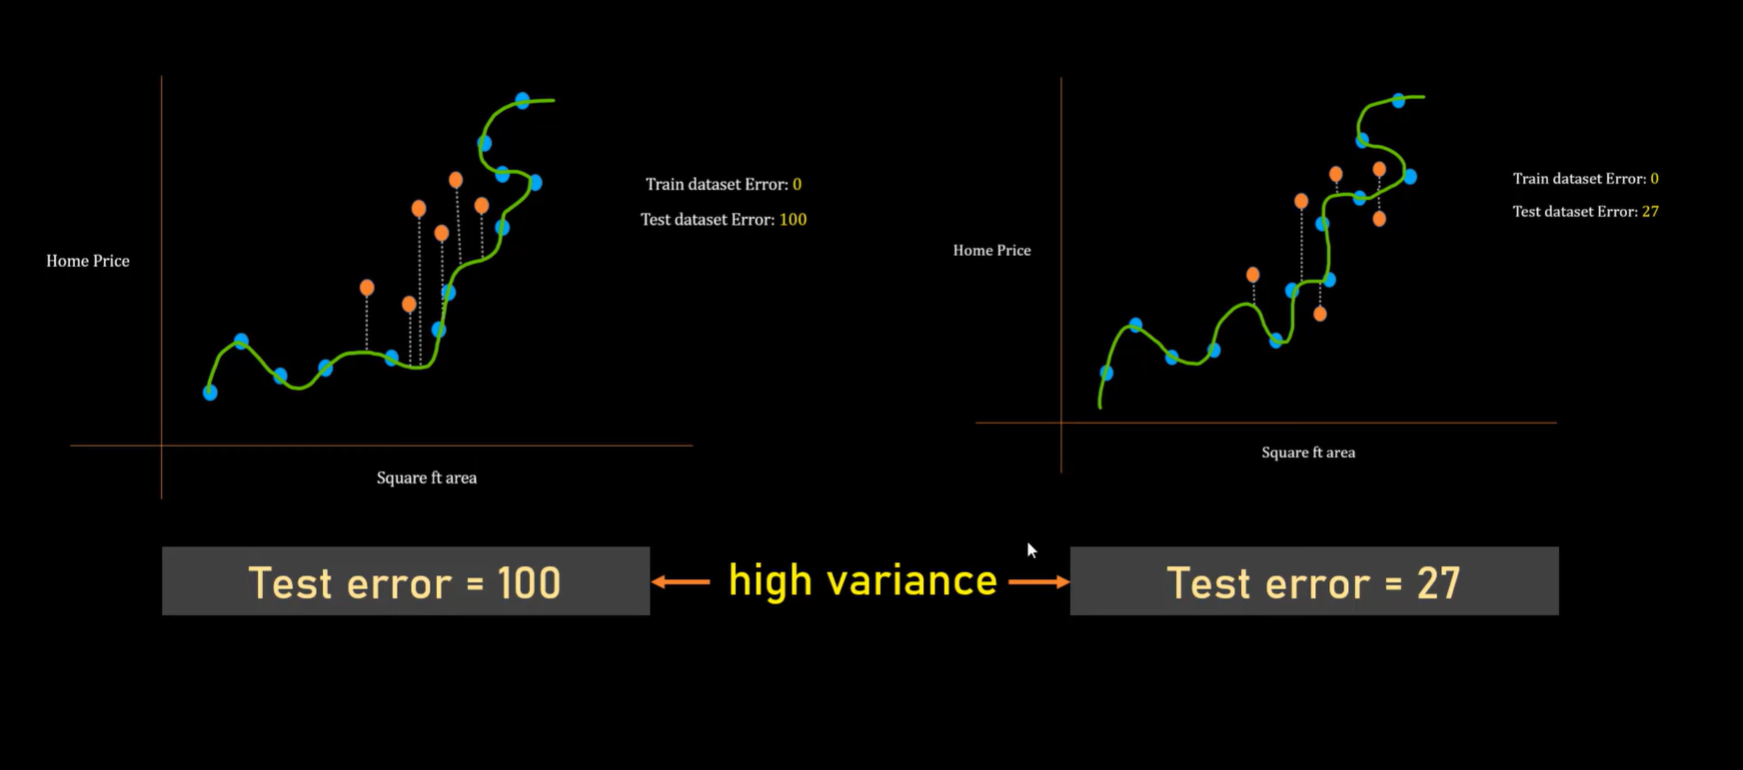 Train dataset Error: 0
Test dataset Error: 100
Home Price
Square ft area
Train dataset Error: 0
Test dataset Error: 27
Home Price
Square ft area
Test error = 100
high variance
Test error = 27